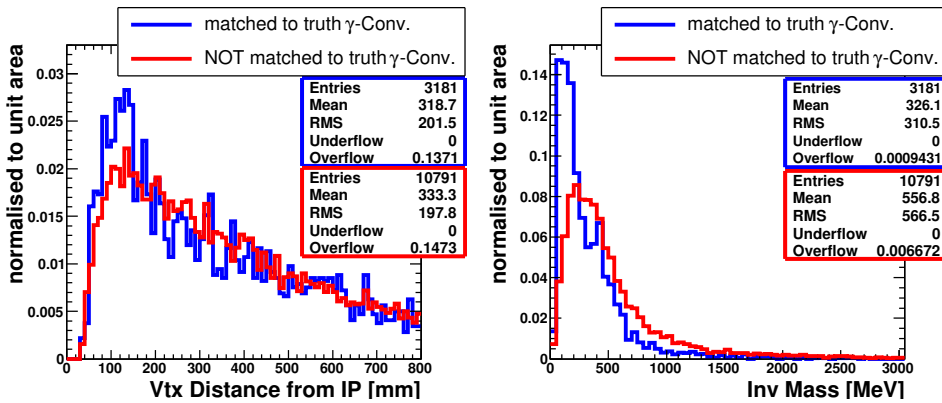 matched to truth γ-Conv.
NOT matched to truth γ-Conv.
normalised to unit area
0.03
0.025
0.02
0.015
0.01
0.005
0
Entries 3181
Mean 318.7
RMS 201.5
Underflow 0
Overflow 0.1371
Entries 10791
Mean 333.3
RMS 197.8
Underflow 0
Overflow 0.1473
0 100 200 300 400 500 600 700 800
Vtx Distance from IP [mm]
matched to truth γ-Conv.
NOT matched to truth γ-Conv.
normalised to unit area
0.14
0.12
0.1
0.08
0.06
0.04
0.02
0
Entries 3181
Mean 326.1
RMS 310.5
Underflow 0
Overflow 0.0009431
Entries 10791
Mean 556.8
RMS 566.5
Underflow 0
Overflow 0.006672
0 500 1000 1500 2000 2500 3000
Inv Mass [MeV]